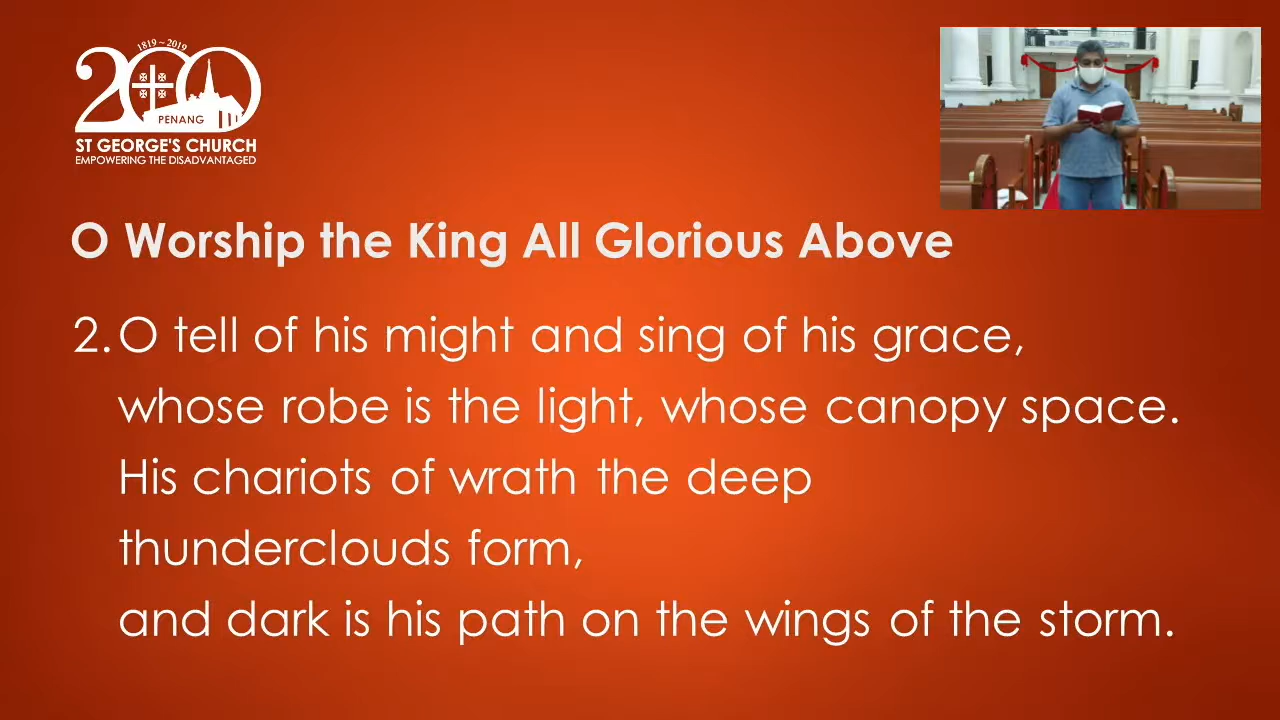 1819 ~ 2019
200
PENANG
ST GEORGE'S CHURCH
EMPOWERING THE DISADVANTAGED
O Worship the King All Glorious Above
2. O tell of his might and sing of his grace,
whose robe is the light, whose canopy space.
His chariots of wrath the deep
thunderclouds form,
and dark is his path on the wings of the storm.